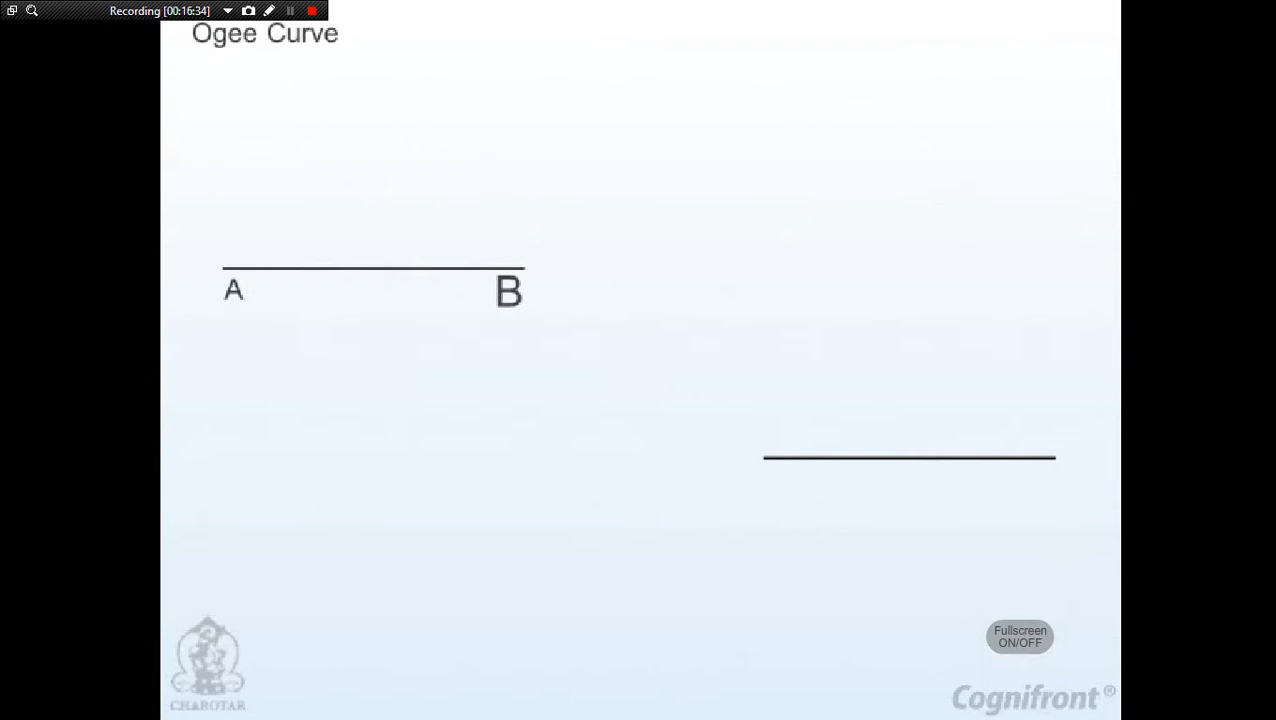 Recording [00:16:34]
Ogee Curve
A
B
Fullscreen
ON/OFF
CHAROTAR
Cognifront ®